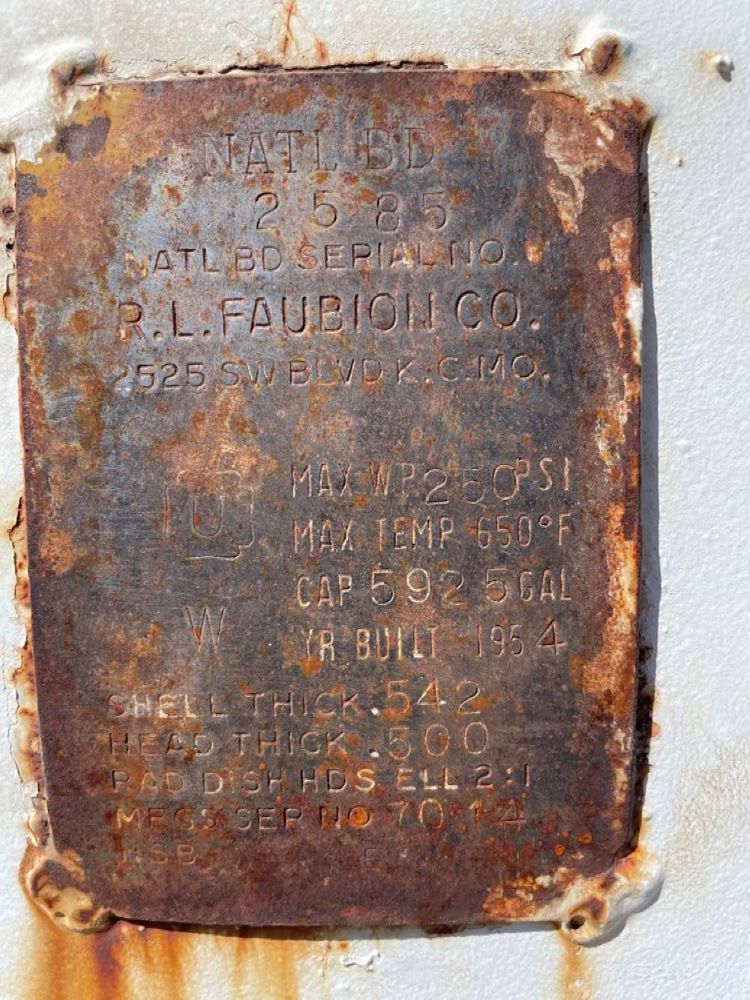 NATL BD
2585
NATL BD SERIAL NO.
R.L. FAUBION CO.
2525 SW BLVD K.C. MO.
U
MAX WP 250 PSI
MAX TEMP 650°F
CAP 5925 GAL
W
YR BUILT 1954
SHELL THICK .542
HEAD THICK .500
RAD DISH HDS ELL 2:1
MFGS SER NO 7014
HSB